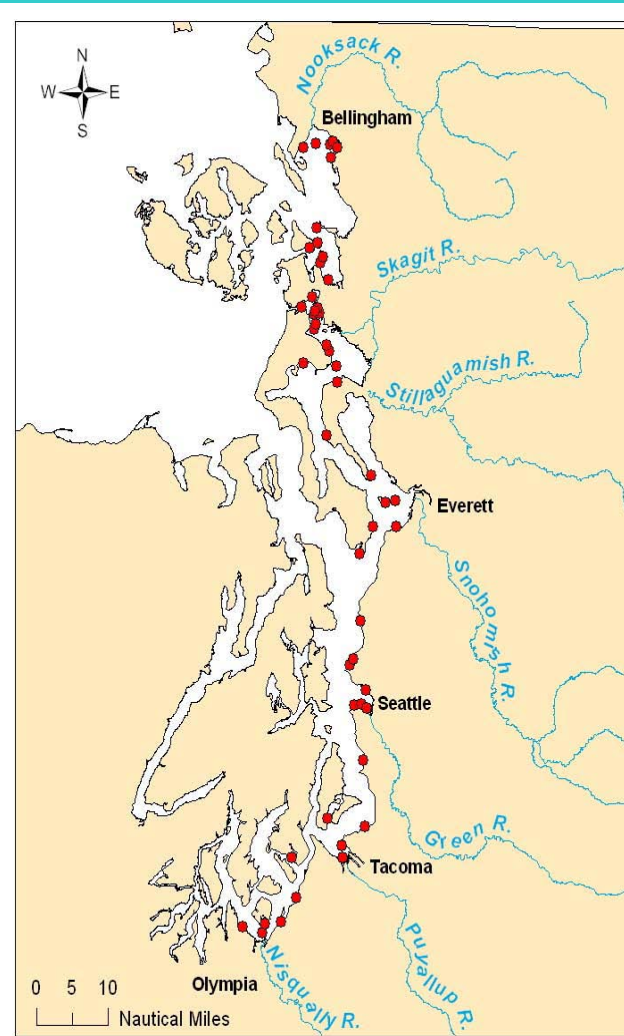 N
W E
S
Nooksack R.
Bellingham
Skagit R.
Stillaguamish R.
Everett
Snohomish R.
Seattle
Green R.
Tacoma
Puyallup R.
Olympia
Nisqually R.
0 5 10
Nautical Miles